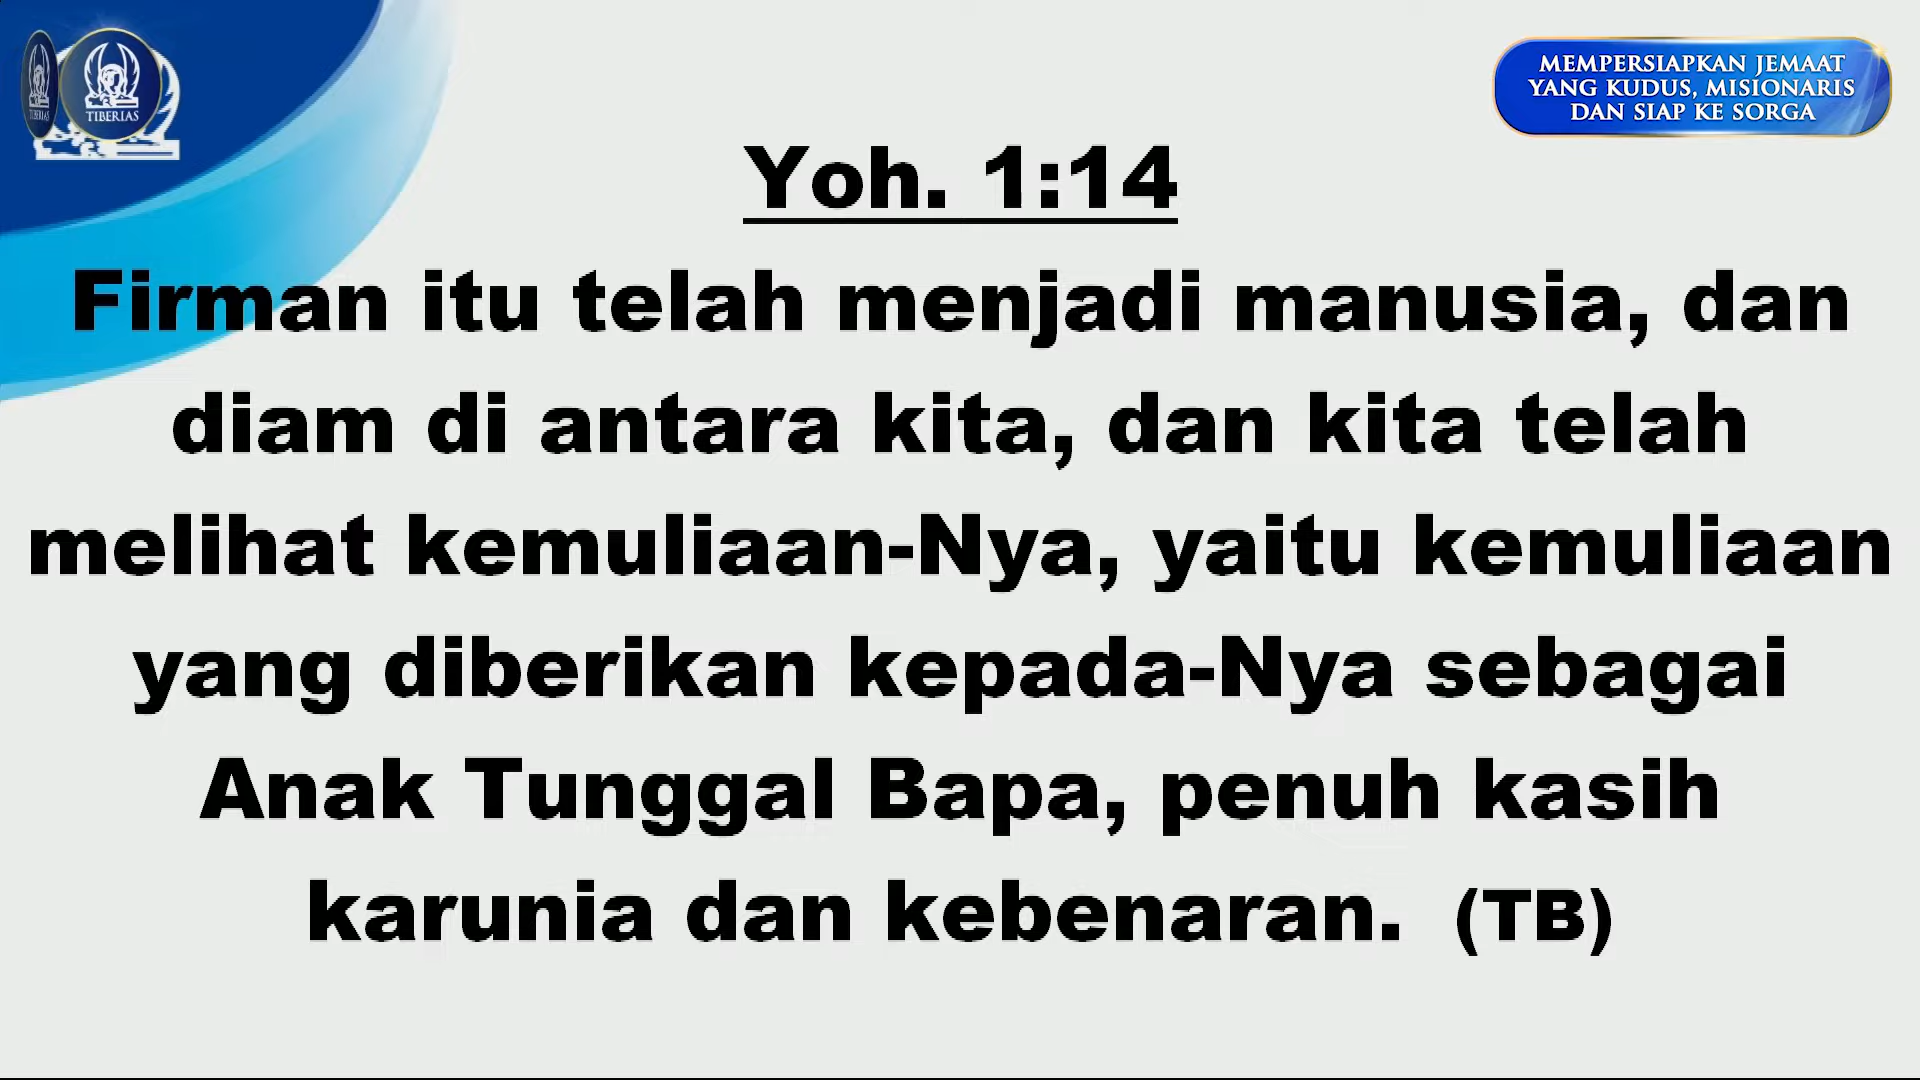 TIBERIAS
MEMPERSIAPKAN JEMAAT
YANG KUDUS, MISIONARIS
DAN SIAP KE SORGA
Yoh. 1:14
Firman itu telah menjadi manusia, dan
diam di antara kita, dan kita telah
melihat kemuliaan-Nya, yaitu kemuliaan
yang diberikan kepada-Nya sebagai
Anak Tunggal Bapa, penuh kasih
karunia dan kebenaran. (TB)